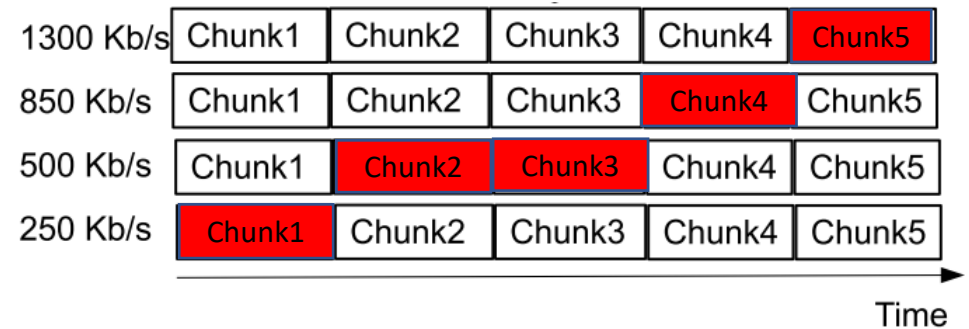 1300 Kb/s Chunk1 Chunk2 Chunk3 Chunk4 Chunk5
850 Kb/s Chunk1 Chunk2 Chunk3 Chunk4 Chunk5
500 Kb/s Chunk1 Chunk2 Chunk3 Chunk4 Chunk5
250 Kb/s Chunk1 Chunk2 Chunk3 Chunk4 Chunk5
Time